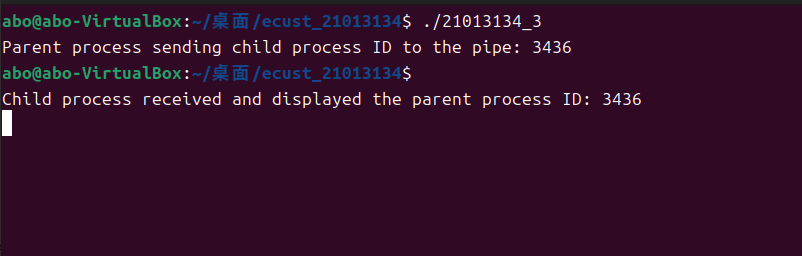 abo@abo-VirtualBox:~/桌面/ecust_21013134$ ./21013134_3
Parent process sending child process ID to the pipe: 3436
abo@abo-VirtualBox:~/桌面/ecust_21013134$
Child process received and displayed the parent process ID: 3436